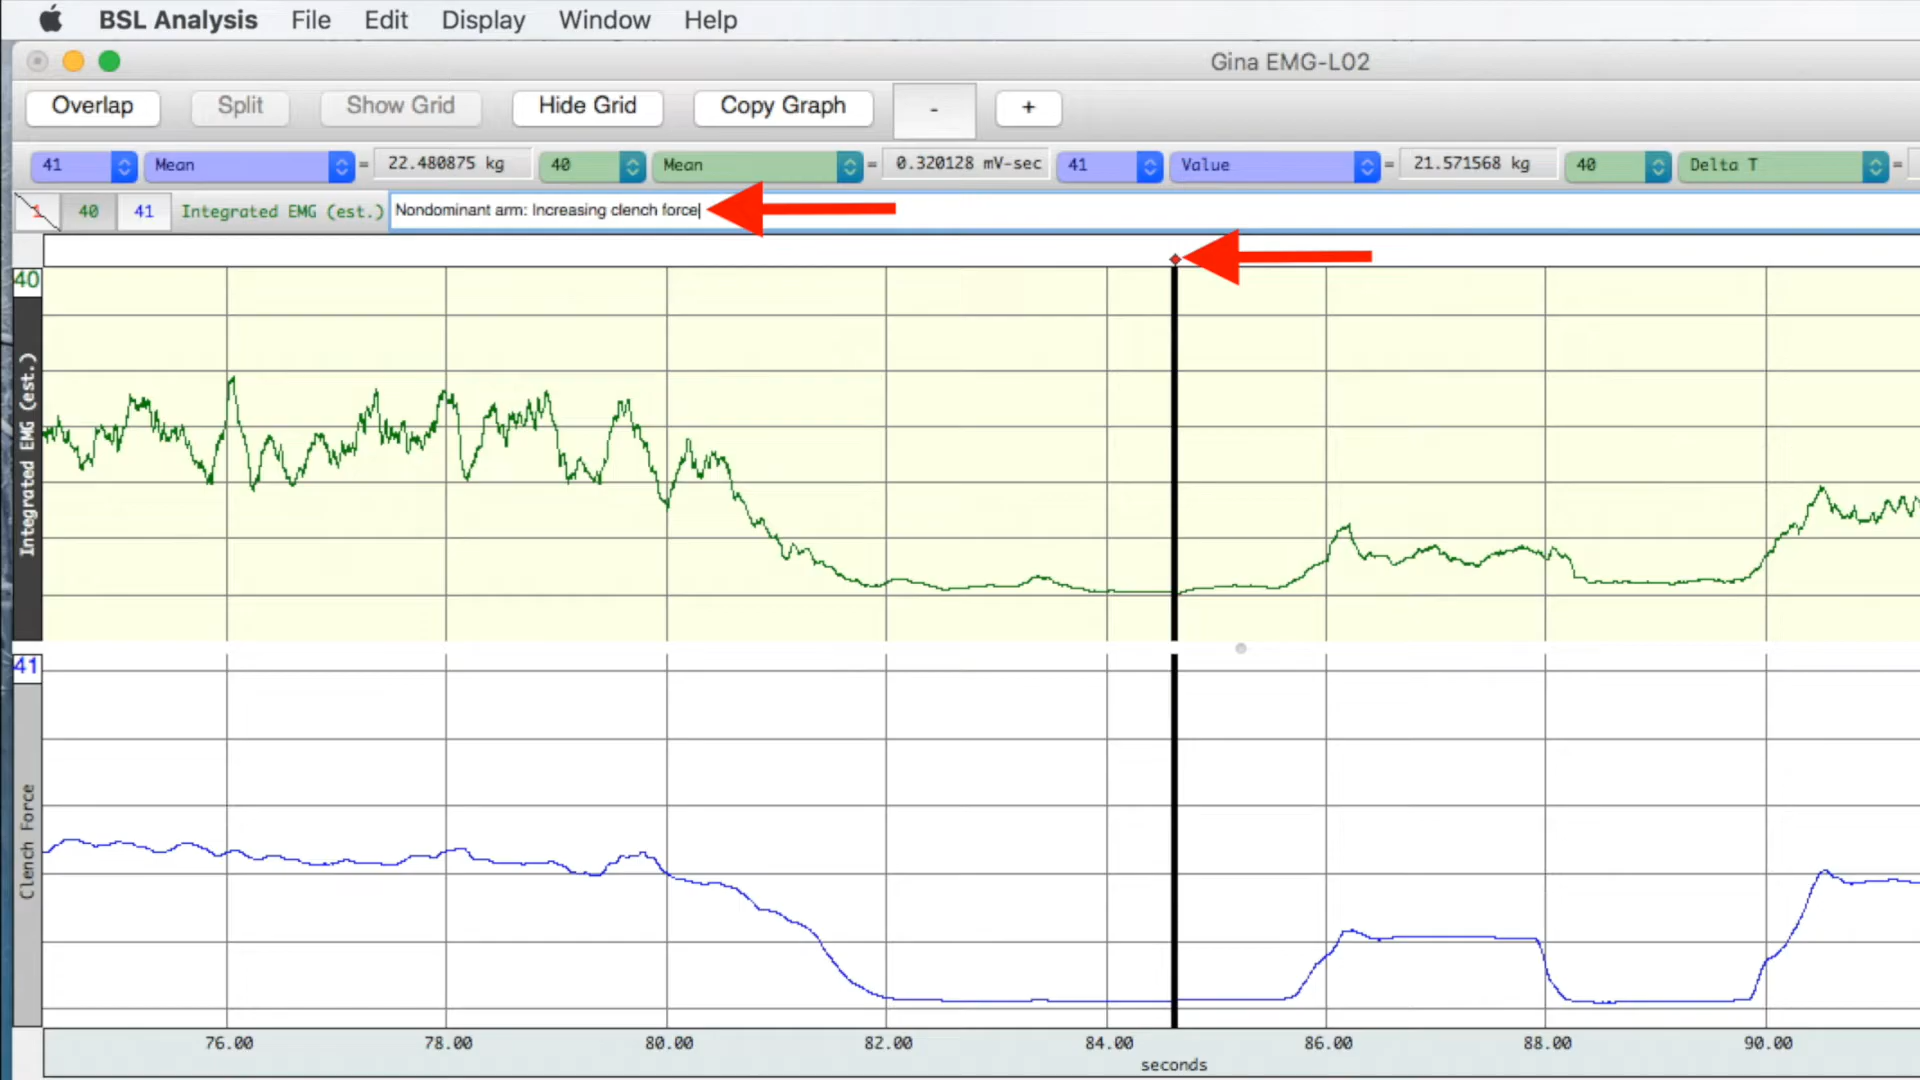 BSL Analysis File Edit Display Window Help
Gina EMG-L02
Overlap Split Show Grid Hide Grid Copy Graph - +
41 Mean = 22.480875 kg 40 Mean = 0.320128 mV-sec 41 Value = 21.571568 kg 40 Delta T =
1 40 41 Integrated EMG (est.) Nondominant arm: Increasing clench force
40
Integrated EMG (est.)
41
Clench Force
76.00 78.00 80.00 82.00 84.00 86.00 88.00 90.00
seconds